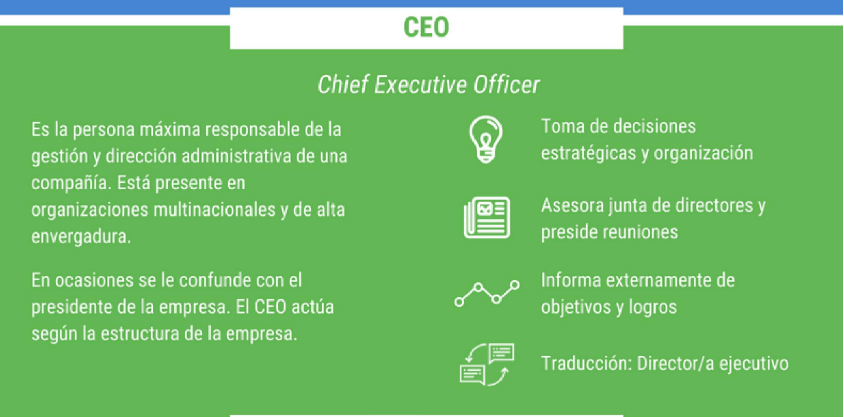 CEO
Chief Executive Officer
Es la persona máxima responsable de la
gestión y dirección administrativa de una
compañía. Está presente en
organizaciones multinacionales y de alta
envergadura.
En ocasiones se le confunde con el
presidente de la empresa. El CEO actúa
según la estructura de la empresa.
Toma de decisiones
estratégicas y organización
Asesora junta de directores y
preside reuniones
Informa externamente de
objetivos y logros
Traducción: Director/a ejecutivo